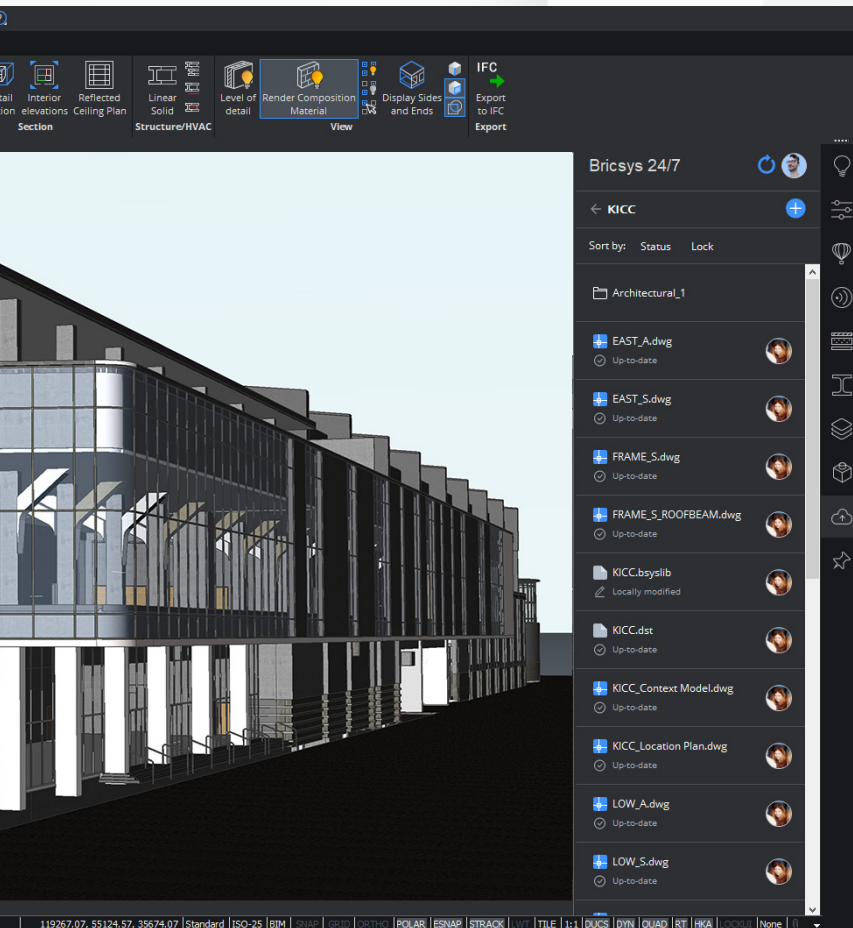 tail
Interior
Reflected
Linear
Level of
Render Composition
Display Sides
IFC
Export
tion
elevations
Ceiling Plan
Solid
detail
Material
and Ends
to IFC
Section
Structure/HVAC
View
Export
Bricsys 24/7
KICC
Sort by: Status Lock
Architectural_1
EAST_A.dwg
Up-to-date
EAST_S.dwg
Up-to-date
FRAME_S.dwg
Up-to-date
FRAME_S_ROOFBEAM.dwg
Up-to-date
KICC.bsyslib
Locally modified
KICC.dst
Up-to-date
KICC_Context Model.dwg
Up-to-date
KICC_Location Plan.dwg
Up-to-date
LOW_A.dwg
Up-to-date
LOW_S.dwg
Up-to-date
119267.07, 55124.57, 35674.07 Standard ISO-25 BIM SNAP GRID ORTHO POLAR ESNAP STRACK LWT TILE 1:1 DUCS DYN QUAD RT HKA LOCKUI None